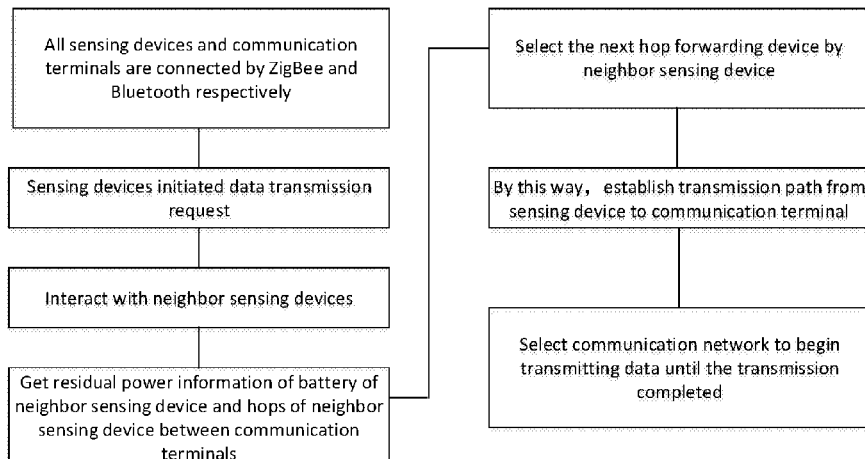 All sensing devices and communication
terminals are connected by ZigBee and
Bluetooth respectively
Sensing devices initiated data transmission
request
Interact with neighbor sensing devices
Get residual power information of battery of
neighbor sensing device and hops of neighbor
sensing device between communication
terminals
Select the next hop forwarding device by
neighbor sensing device
By this way，establish transmission path from
sensing device to communication terminal
Select communication network to begin
transmitting data until the transmission
completed